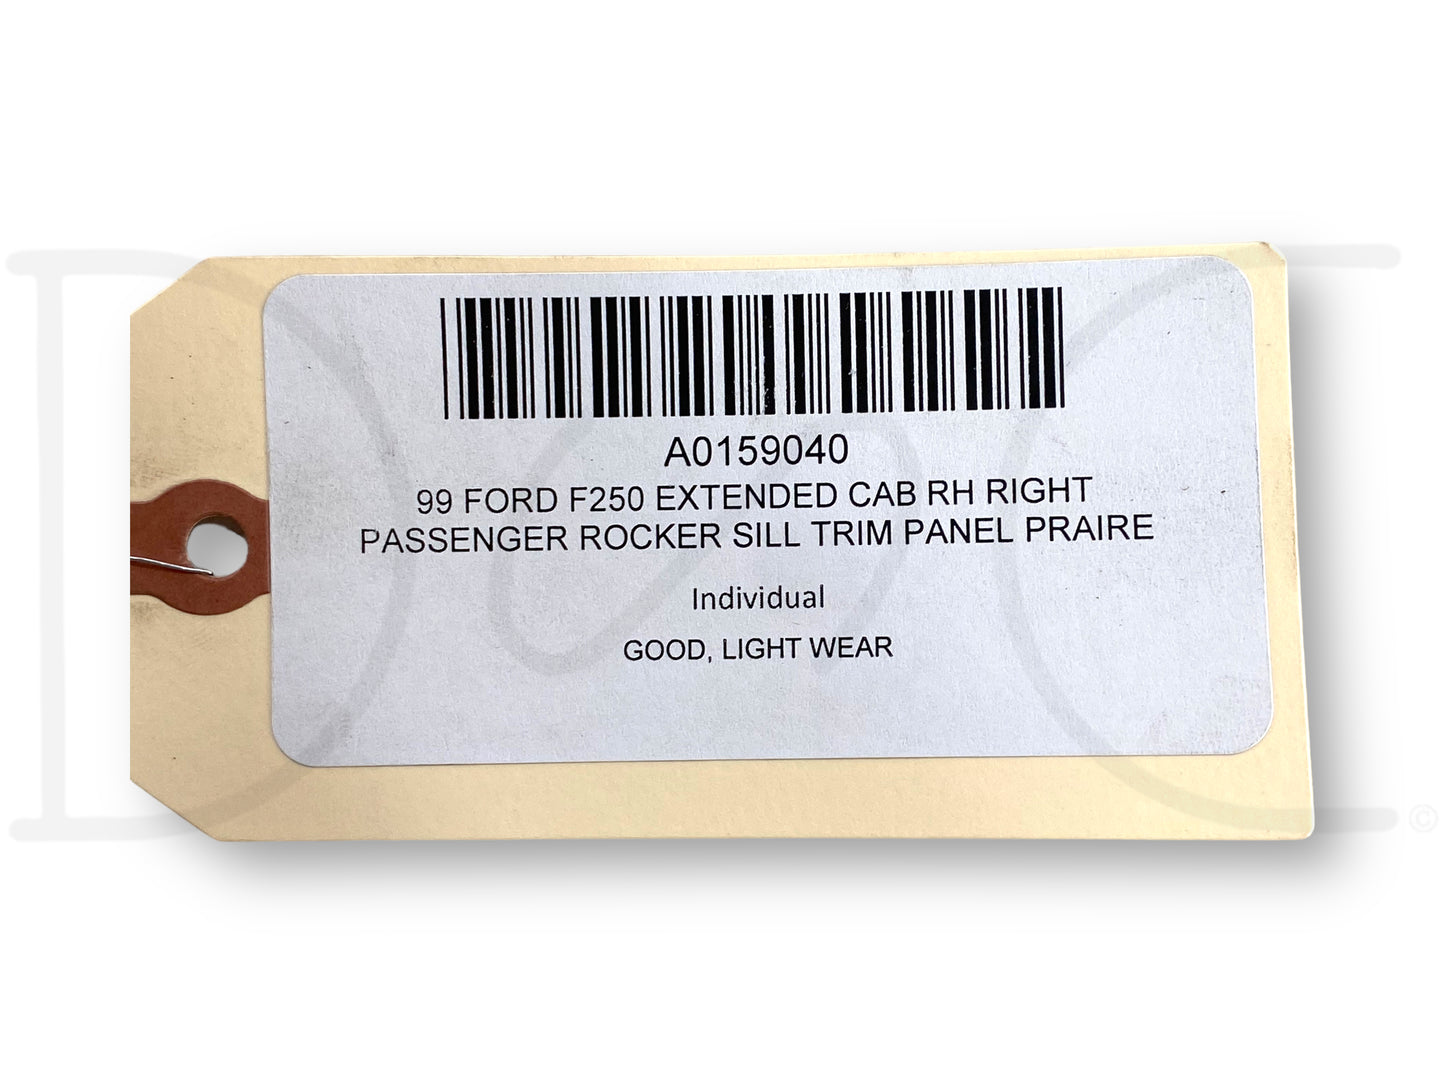 A0159040
99 FORD F250 EXTENDED CAB RH RIGHT
PASSENGER ROCKER SILL TRIM PANEL PRAIRE
Individual
GOOD, LIGHT WEAR
©